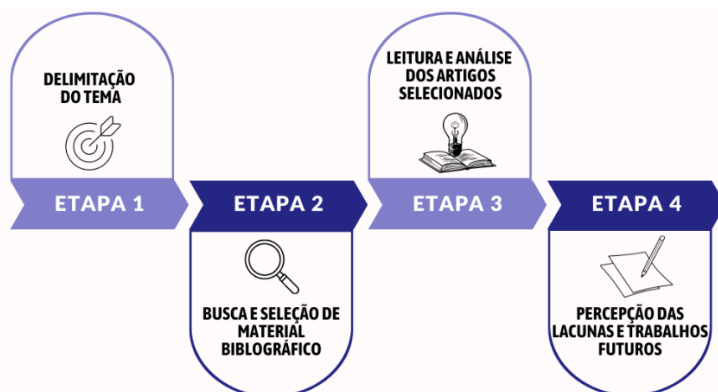 DELIMITAÇÃO
DO TEMA
ETAPA 1
ETAPA 2
BUSCA E SELEÇÃO DE
MATERIAL
BIBLOGRÁFICO
LEITURA E ANÁLISE
DOS ARTIGOS
SELECIONADOS
ETAPA 3
ETAPA 4
PERCEPÇÃO DAS
LACUNAS E TRABALHOS
FUTUROS